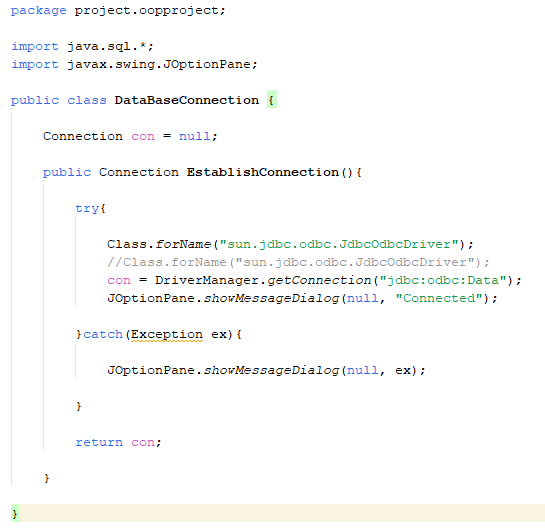 package project.oopproject;
import java.sql.*;
import javax.swing.JOptionPane;
public class DataBaseConnection {
Connection con = null;
public Connection EstablishConnection(){
try{
Class.forName("sun.jdbc.odbc.JdbcOdbcDriver");
//Class.forName("sun.jdbc.odbc.JdbcOdbcDriver");
con = DriverManager.getConnection("jdbc:odbc:Data");
JOptionPane.showMessageDialog(null, "Connected");
}catch(Exception ex){
JOptionPane.showMessageDialog(null, ex);
}
return con;
}
}